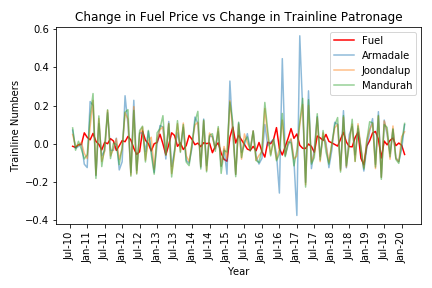 Change in Fuel Price vs Change in Trainline Patronage
0.6
0.4
0.2
0.0
−0.2
−0.4
Trainline Numbers
Fuel
Armadale
Joondalup
Mandurah
Jul-10
Jan-11
Jul-11
Jan-12
Jul-12
Jan-13
Jul-13
Jan-14
Jul-14
Jan-15
Jul-15
Jan-16
Jul-16
Jan-17
Jul-17
Jan-18
Jul-18
Jan-19
Jul-19
Jan-20
Year